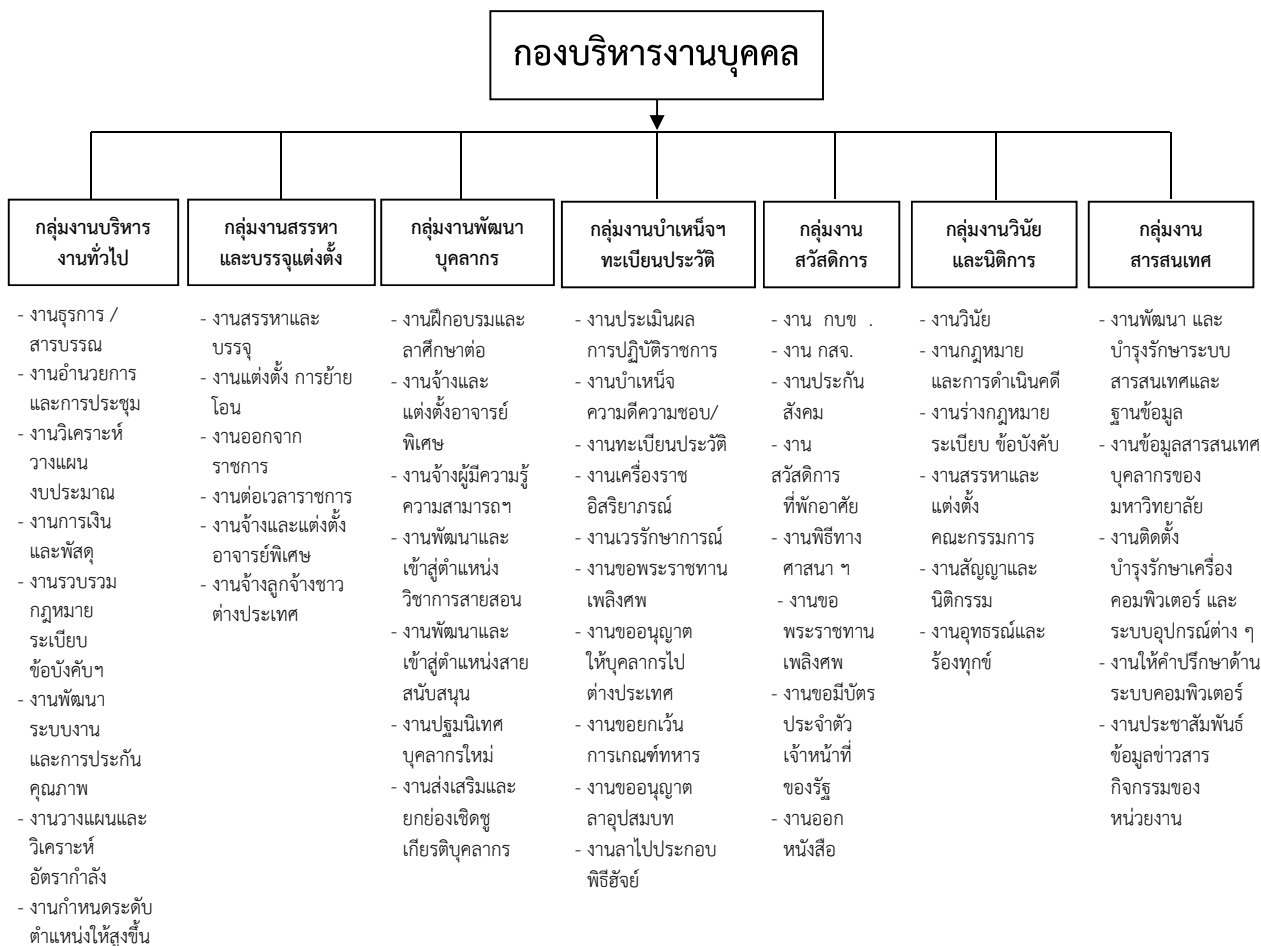 กองบริหารงานบุคคล
กลุ่มงานบริหาร
งานทั่วไป
- งานธุรการ /
สารบรรณ
- งานอำนวยการ
และการประชุม
- งานวิเคราะห์
วางแผน
งบประมาณ
- งานการเงิน
และพัสดุ
- งานรวบรวม
กฎหมาย
ระเบียบ
ข้อบังคับฯ
- งานพัฒนา
ระบบงาน
และการประกัน
คุณภาพ
- งานวางแผนและ
วิเคราะห์
อัตรากำลัง
- งานกำหนดระดับ
ตำแหน่งให้สูงขึ้น
กลุ่มงานสรรหา
และบรรจุแต่งตั้ง
- งานสรรหาและ
บรรจุ
- งานแต่งตั้ง การย้าย
โอน
- งานออกจาก
ราชการ
- งานต่อเวลาราชการ
- งานจ้างและแต่งตั้ง
อาจารย์พิเศษ
- งานจ้างลูกจ้างชาว
ต่างประเทศ
กลุ่มงานพัฒนา
บุคลากร
- งานฝึกอบรมและ
ลาศึกษาต่อ
- งานจ้างและ
แต่งตั้งอาจารย์
พิเศษ
- งานจ้างผู้มีความรู้
ความสามารถฯ
- งานพัฒนาและ
เข้าสู่ตำแหน่ง
วิชาการสายสอน
- งานพัฒนาและ
เข้าสู่ตำแหน่งสาย
สนับสนุน
- งานปฐมนิเทศ
บุคลากรใหม่
- งานส่งเสริมและ
ยกย่องเชิดชู
เกียรติบุคลากร
กลุ่มงานบำเหน็จฯ
ทะเบียนประวัติ
- งานประเมินผล
การปฏิบัติราชการ
- งานบำเหน็จ
ความดีความชอบ/
- งานทะเบียนประวัติ
- งานเครื่องราช
อิสริยาภรณ์
- งานเวรรักษาการณ์
- งานขอพระราชทาน
เพลิงศพ
- งานขออนุญาต
ให้บุคลากรไป
ต่างประเทศ
- งานขอยกเว้น
การเกณฑ์ทหาร
- งานขออนุญาต
ลาอุปสมบท
- งานลาไปประกอบ
พิธีฮัจย์
กลุ่มงาน
สวัสดิการ
- งาน กบข .
- งาน กสจ.
- งานประกัน
สังคม
- งาน
สวัสดิการ
ที่พักอาศัย
- งานพิธีทาง
ศาสนา ฯ
- งานขอ
พระราชทาน
เพลิงศพ
- งานขอมีบัตร
ประจำตัว
เจ้าหน้าที่
ของรัฐ
- งานออก
หนังสือ
กลุ่มงานวินัย
และนิติการ
- งานวินัย
- งานกฎหมาย
และการดำเนินคดี
- งานร่างกฎหมาย
ระเบียบ ข้อบังคับ
- งานสรรหาและ
แต่งตั้ง
คณะกรรมการ
- งานสัญญาและ
นิติกรรม
- งานอุทธรณ์และ
ร้องทุกข์
กลุ่มงาน
สารสนเทศ
- งานพัฒนา และ
บำรุงรักษาระบบ
สารสนเทศและ
ฐานข้อมูล
- งานข้อมูลสารสนเทศ
บุคลากรของ
มหาวิทยาลัย
- งานติดตั้ง
บำรุงรักษาเครื่อง
คอมพิวเตอร์ และ
ระบบอุปกรณ์ต่าง ๆ
- งานให้คำปรึกษาด้าน
ระบบคอมพิวเตอร์
- งานประชาสัมพันธ์
ข้อมูลข่าวสาร
กิจกรรมของ
หน่วยงาน